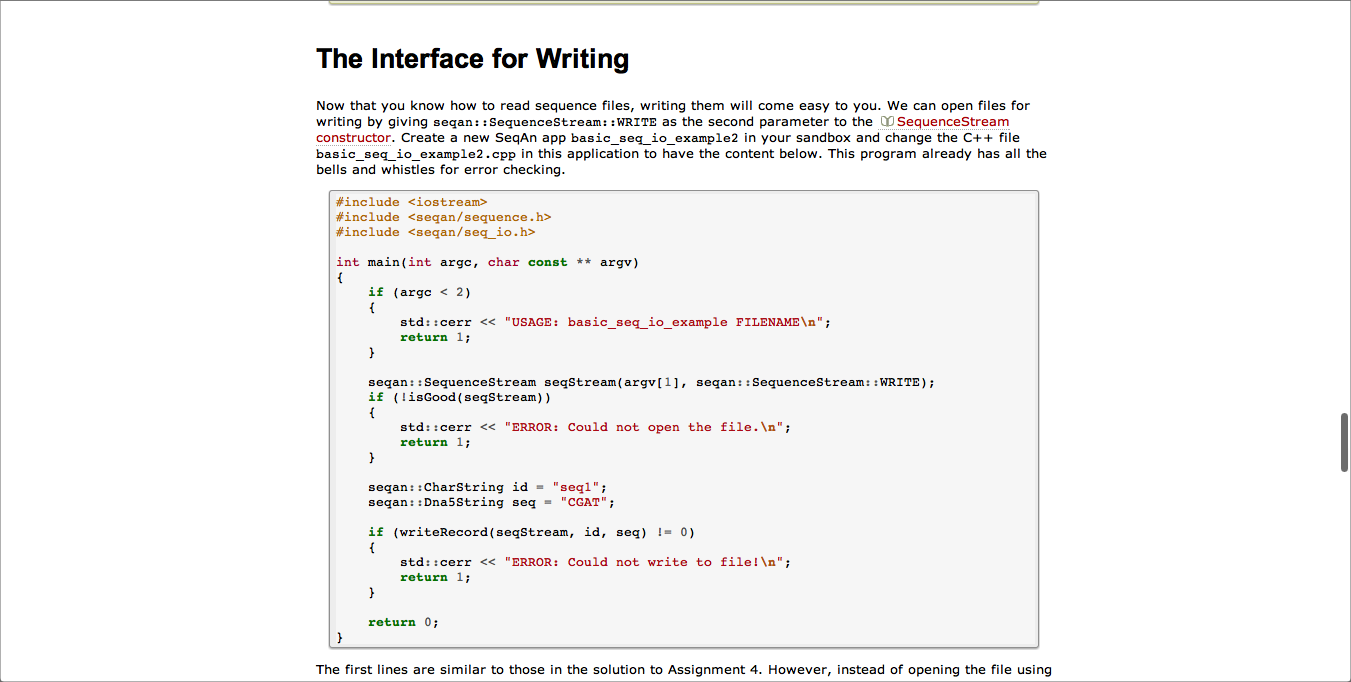 The Interface for Writing
Now that you know how to read sequence files, writing them will come easy to you. We can open files for
writing by giving seqan::SequenceStream::WRITE as the second parameter to the SequenceStream
constructor. Create a new SeqAn app basic_seq_io_example2 in your sandbox and change the C++ file
basic_seq_io_example2.cpp in this application to have the content below. This program already has all the
bells and whistles for error checking.
#include <iostream>
#include <seqan/sequence.h>
#include <seqan/seq_io.h>
int main(int argc, char const ** argv)
{
    if (argc < 2)
    {
        std::cerr << "USAGE: basic_seq_io_example FILENAME\n";
        return 1;
    }
    seqan::SequenceStream seqStream(argv[1], seqan::SequenceStream::WRITE);
    if (!isGood(seqStream))
    {
        std::cerr << "ERROR: Could not open the file.\n";
        return 1;
    }
    seqan::CharString id = "seq1";
    seqan::Dna5String seq = "CGAT";
    if (writeRecord(seqStream, id, seq) != 0)
    {
        std::cerr << "ERROR: Could not write to file!\n";
        return 1;
    }
    return 0;
}
The first lines are similar to those in the solution to Assignment 4. However, instead of opening the file using